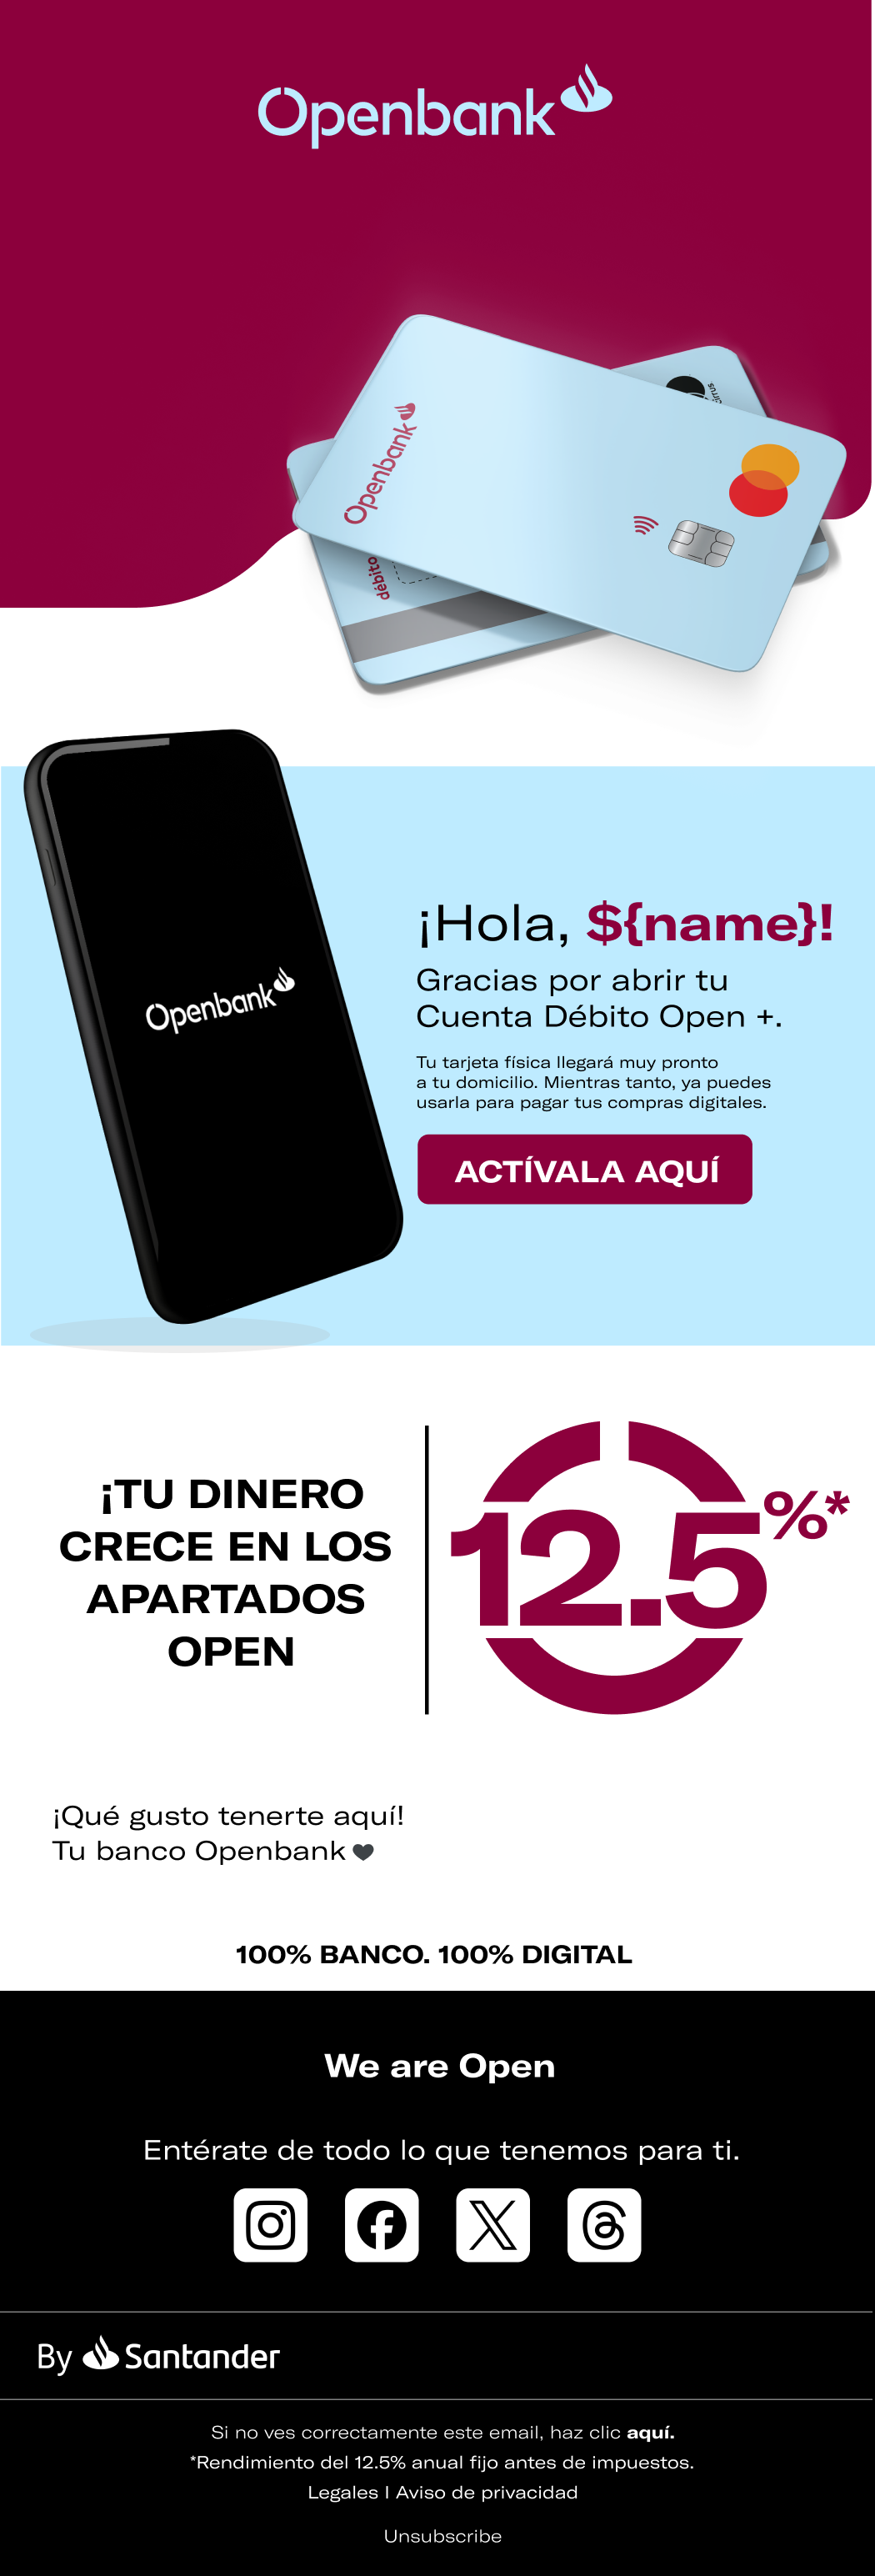 Openbank
Openbank
cirrus
débito
¡Hola, ${name}!
Gracias por abrir tu
Cuenta Débito Open +.
Openbank
Tu tarjeta física llegará muy pronto
a tu domicilio. Mientras tanto, ya puedes
usarla para pagar tus compras digitales.
ACTÍVALA AQUÍ
¡TU DINERO
CRECE EN LOS
APARTADOS
OPEN
12.5%*
¡Qué gusto tenerte aquí!
Tu banco Openbank
100% BANCO. 100% DIGITAL
We are Open
Entérate de todo lo que tenemos para ti.
By Santander
Si no ves correctamente este email, haz clic aquí.
*Rendimiento del 12.5% anual fijo antes de impuestos.
Legales I Aviso de privacidad
Unsubscribe